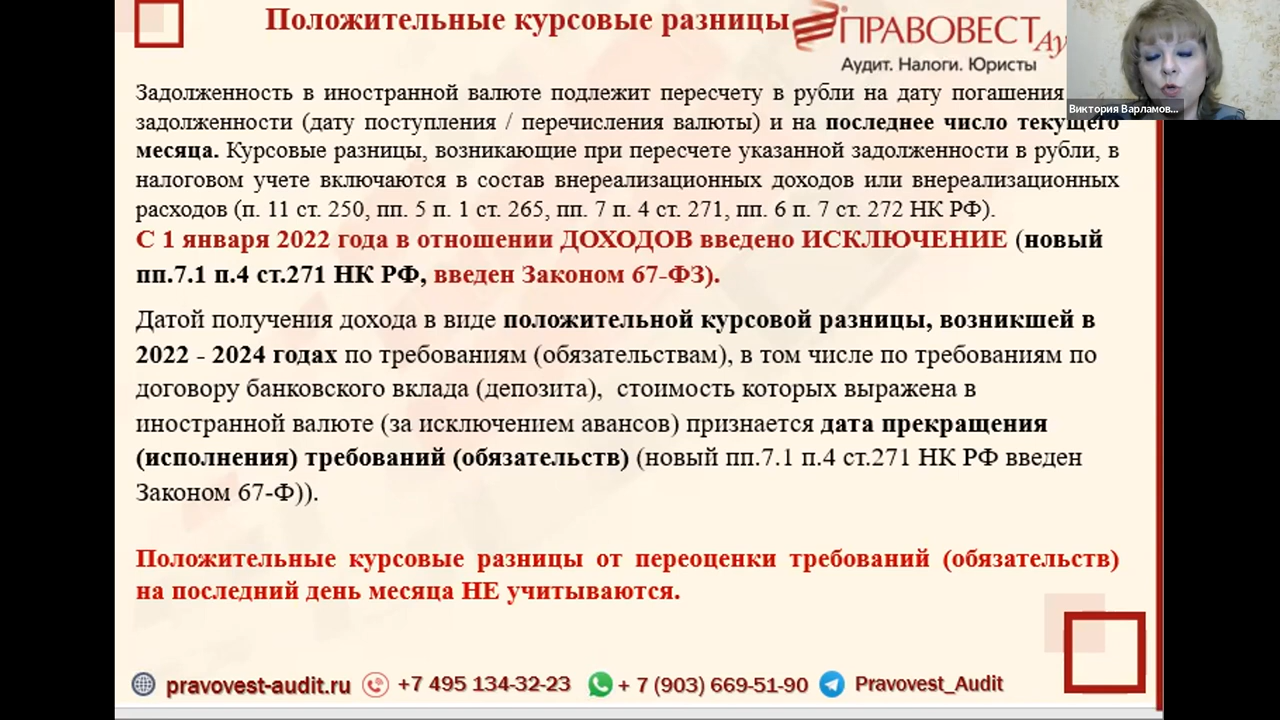 Положительные курсовые разницы
ПРАВОВЕСТ
Аудит. Налоги. Юристы
Виктория Варламов...
Задолженность в иностранной валюте подлежит пересчету в рубли на дату погашения
задолженности (дату поступления / перечисления валюты) и на последнее число текущего
месяца. Курсовые разницы, возникающие при пересчете указанной задолженности в рубли, в
налоговом учете включаются в состав внереализационных доходов или внереализационных
расходов (п. 11 ст. 250, пп. 5 п. 1 ст. 265, пп. 7 п. 4 ст. 271, пп. 6 п. 7 ст. 272 НК РФ).
С 1 января 2022 года в отношении ДОХОДОВ введено ИСКЛЮЧЕНИЕ (новый
пп.7.1 п.4 ст.271 НК РФ, введен Законом 67-ФЗ).
Датой получения дохода в виде положительной курсовой разницы, возникшей в
2022 - 2024 годах по требованиям (обязательствам), в том числе по требованиям по
договору банковского вклада (депозита), стоимость которых выражена в
иностранной валюте (за исключением авансов) признается дата прекращения
(исполнения) требований (обязательств) (новый пп.7.1 п.4 ст.271 НК РФ введен
Законом 67-Ф)).
Положительные курсовые разницы от переоценки требований (обязательств)
на последний день месяца НЕ учитываются.
pravovest-audit.ru +7 495 134-32-23 + 7 (903) 669-51-90 Pravovest_Audit